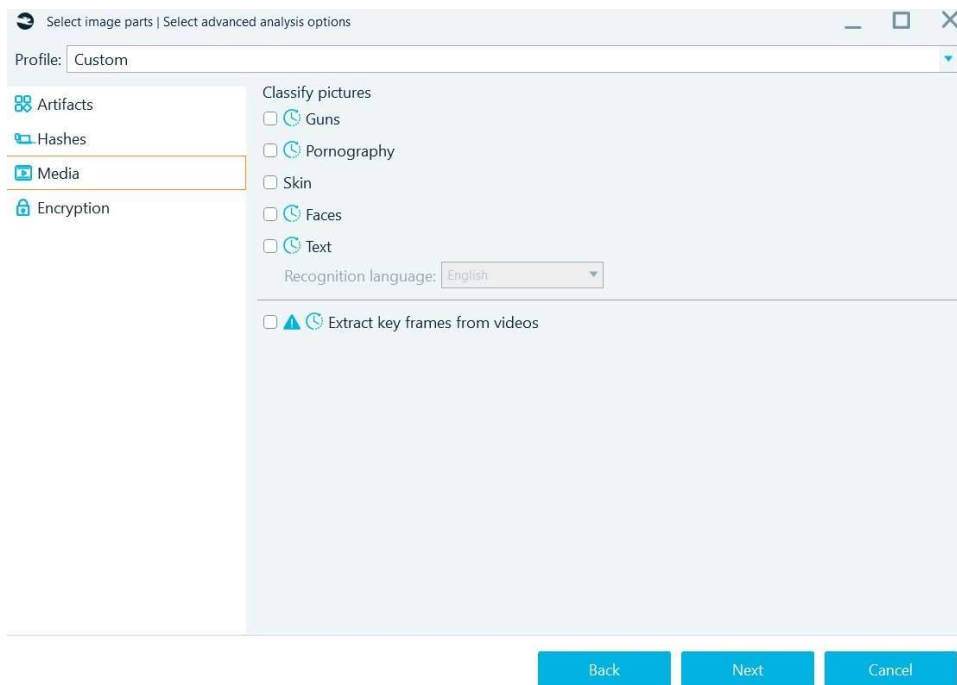 Select image parts | Select advanced analysis options
Profile: Custom
Artifacts
Hashes
Media
Encryption
Classify pictures
Guns
Pornography
Skin
Faces
Text
Recognition language: English
Extract key frames from videos
Back Next Cancel